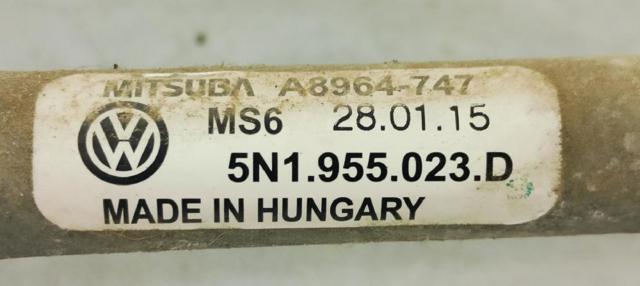 MITSUBA A8964-747
MS6 28.01.15
5N1.955.023.D
MADE IN HUNGARY